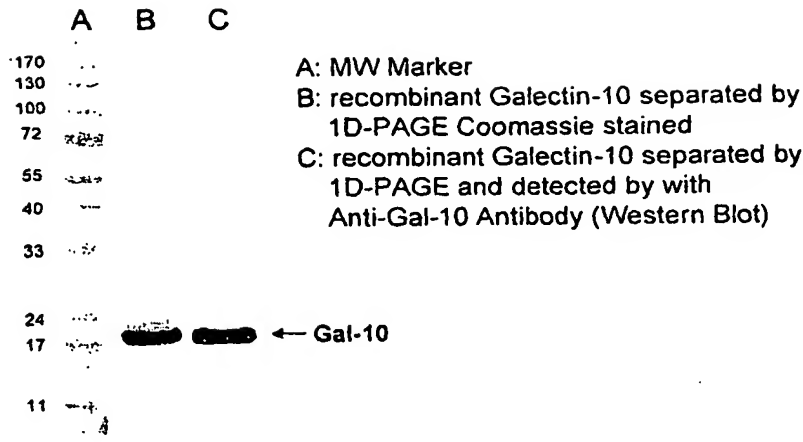 A B C
170
130
100
72
55
40
33
24
17
11
A: MW Marker
B: recombinant Galectin-10 separated by
1D-PAGE Coomassie stained
C: recombinant Galectin-10 separated by
1D-PAGE and detected by with
Anti-Gal-10 Antibody (Western Blot)
← Gal-10